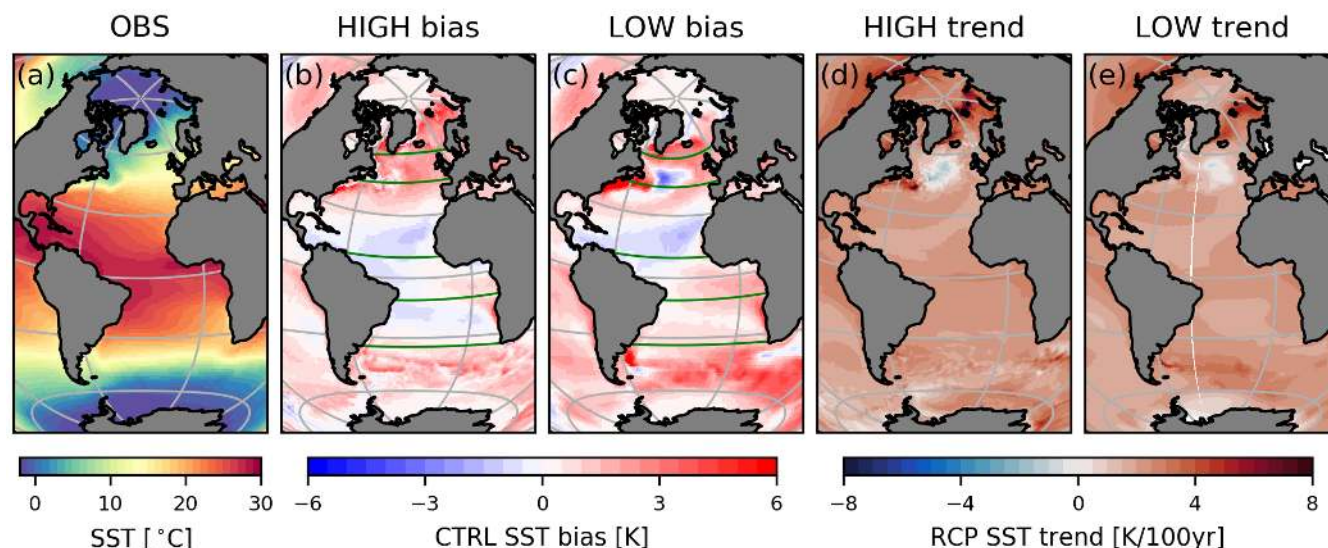 OBS HIGH bias LOW bias HIGH trend LOW trend
(a) (b) (c) (d) (e)
0 10 20 30 −6 −3 0 3 6 −8 −4 0 4 8
SST [°C] CTRL SST bias [K] RCP SST trend [K/100yr]